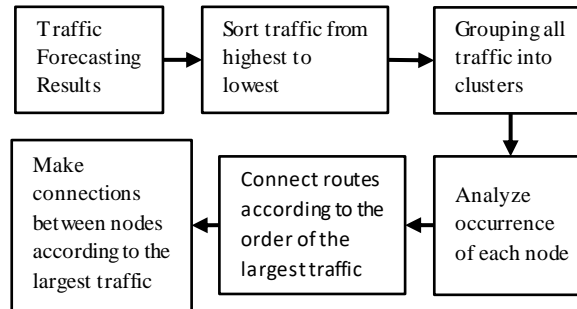 Traffic
Forecasting
Results
Sort traffic from
highest to
lowest
Grouping all
traffic into
clusters
Analyze
occurrence
of each node
Connect routes
according to the
order of the
largest traffic
Make
connections
between nodes
according to the
largest traffic